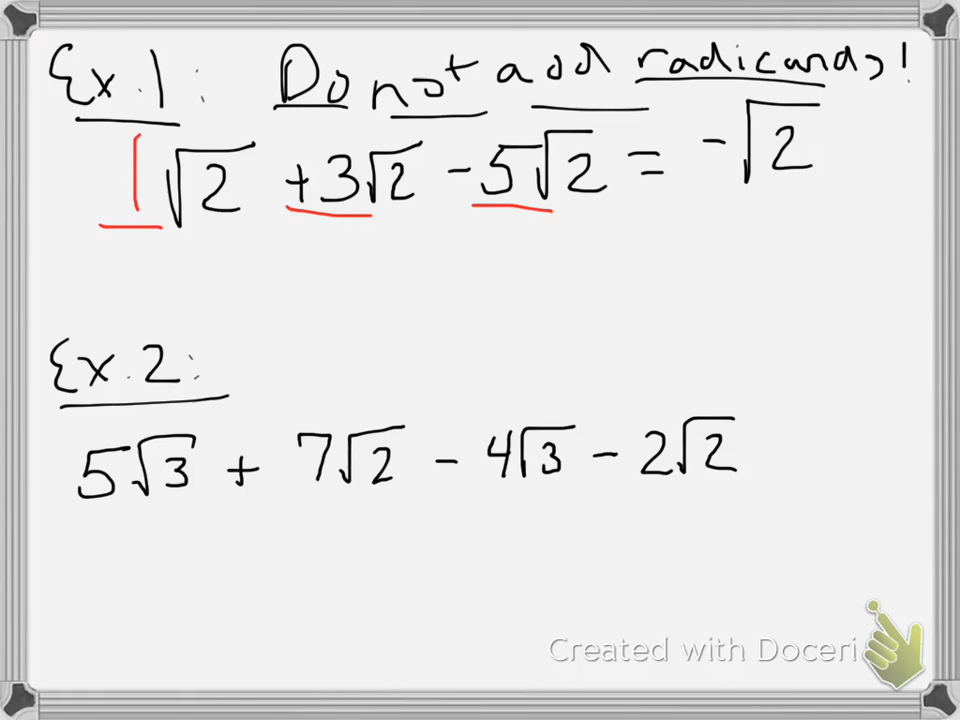 Ex. 1: Do not add radicands!
1√2 +3√2 -5√2 = -√2
Ex. 2:
5√3 + 7√2 - 4√3 - 2√2
Created with Doceri